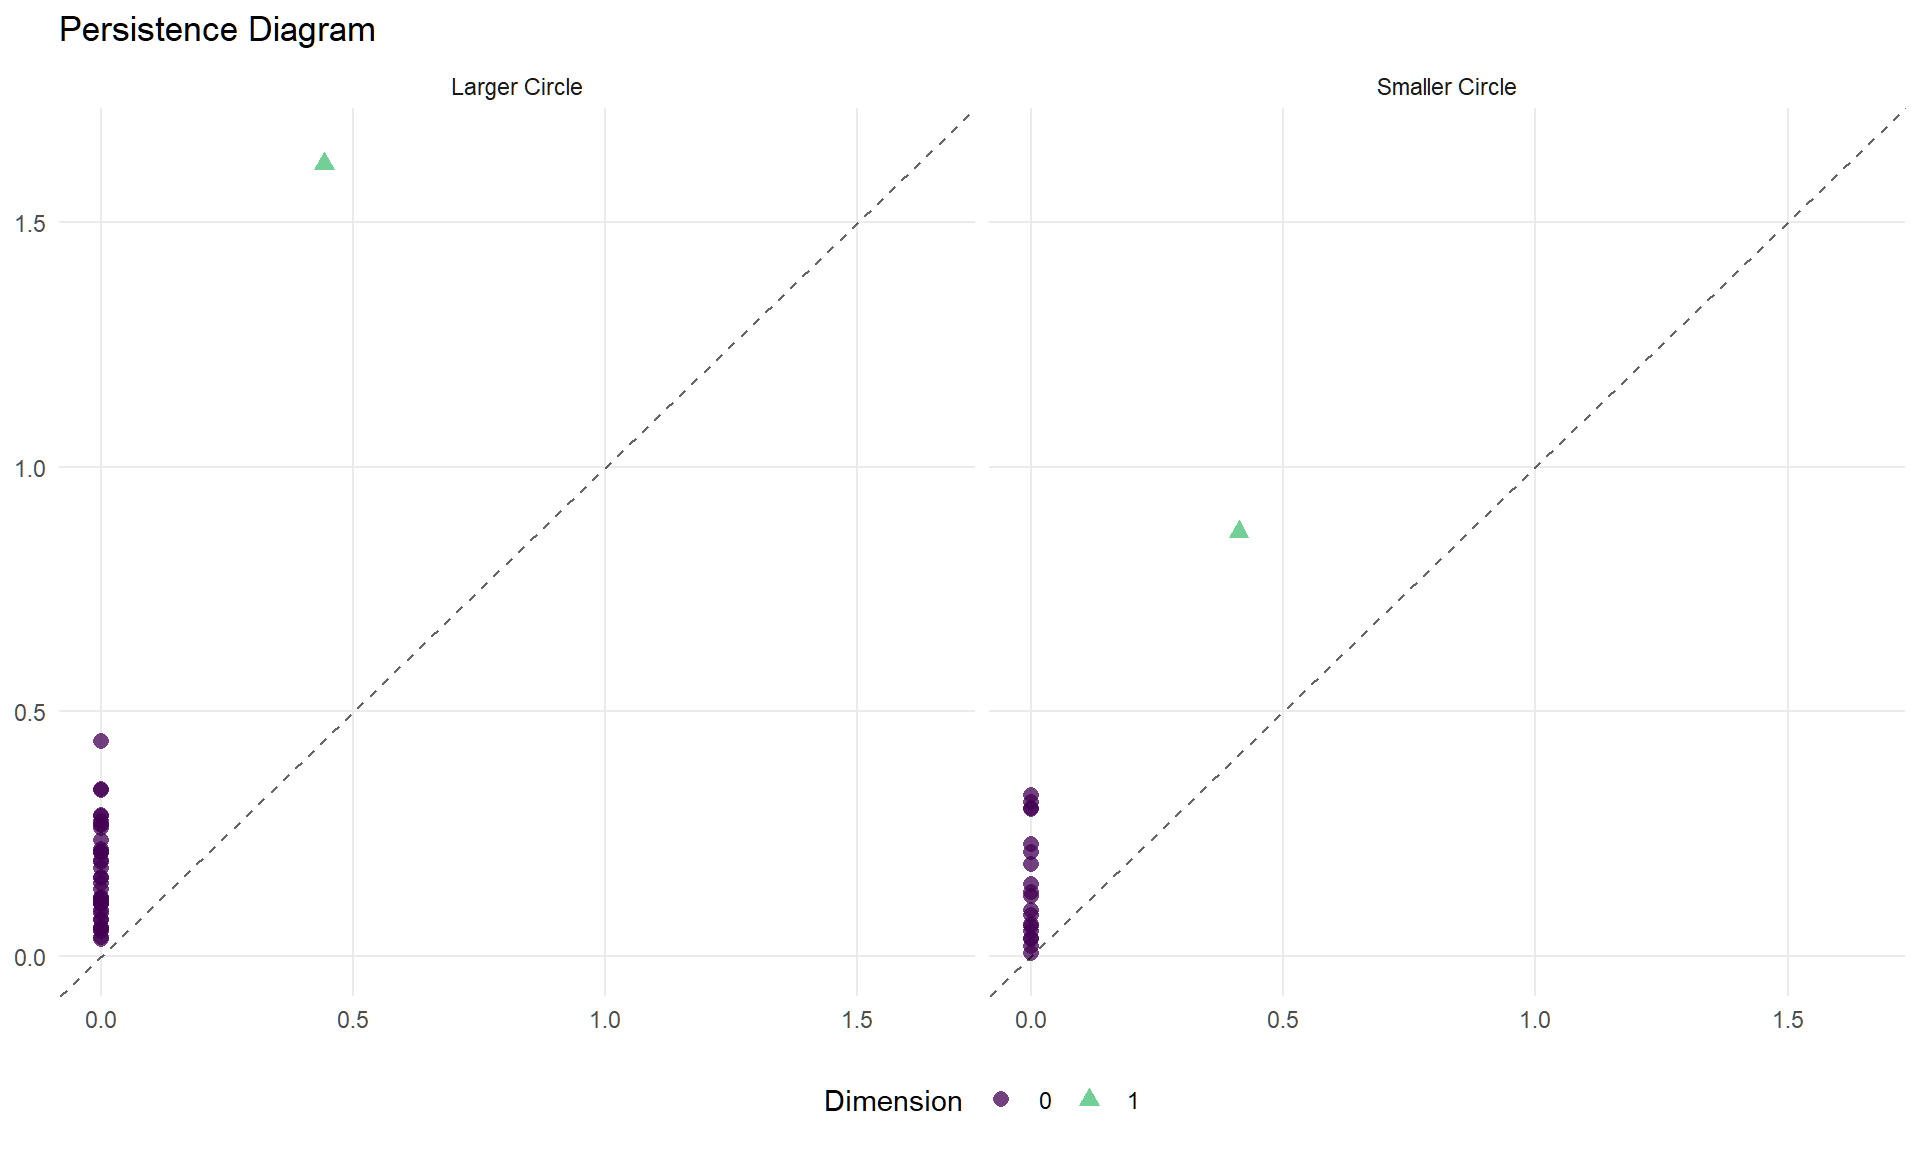 Persistence Diagram
Larger Circle
Smaller Circle
1.5
1.0
0.5
0.0
0.0 0.5 1.0 1.5
0.0 0.5 1.0 1.5
Dimension 0 1